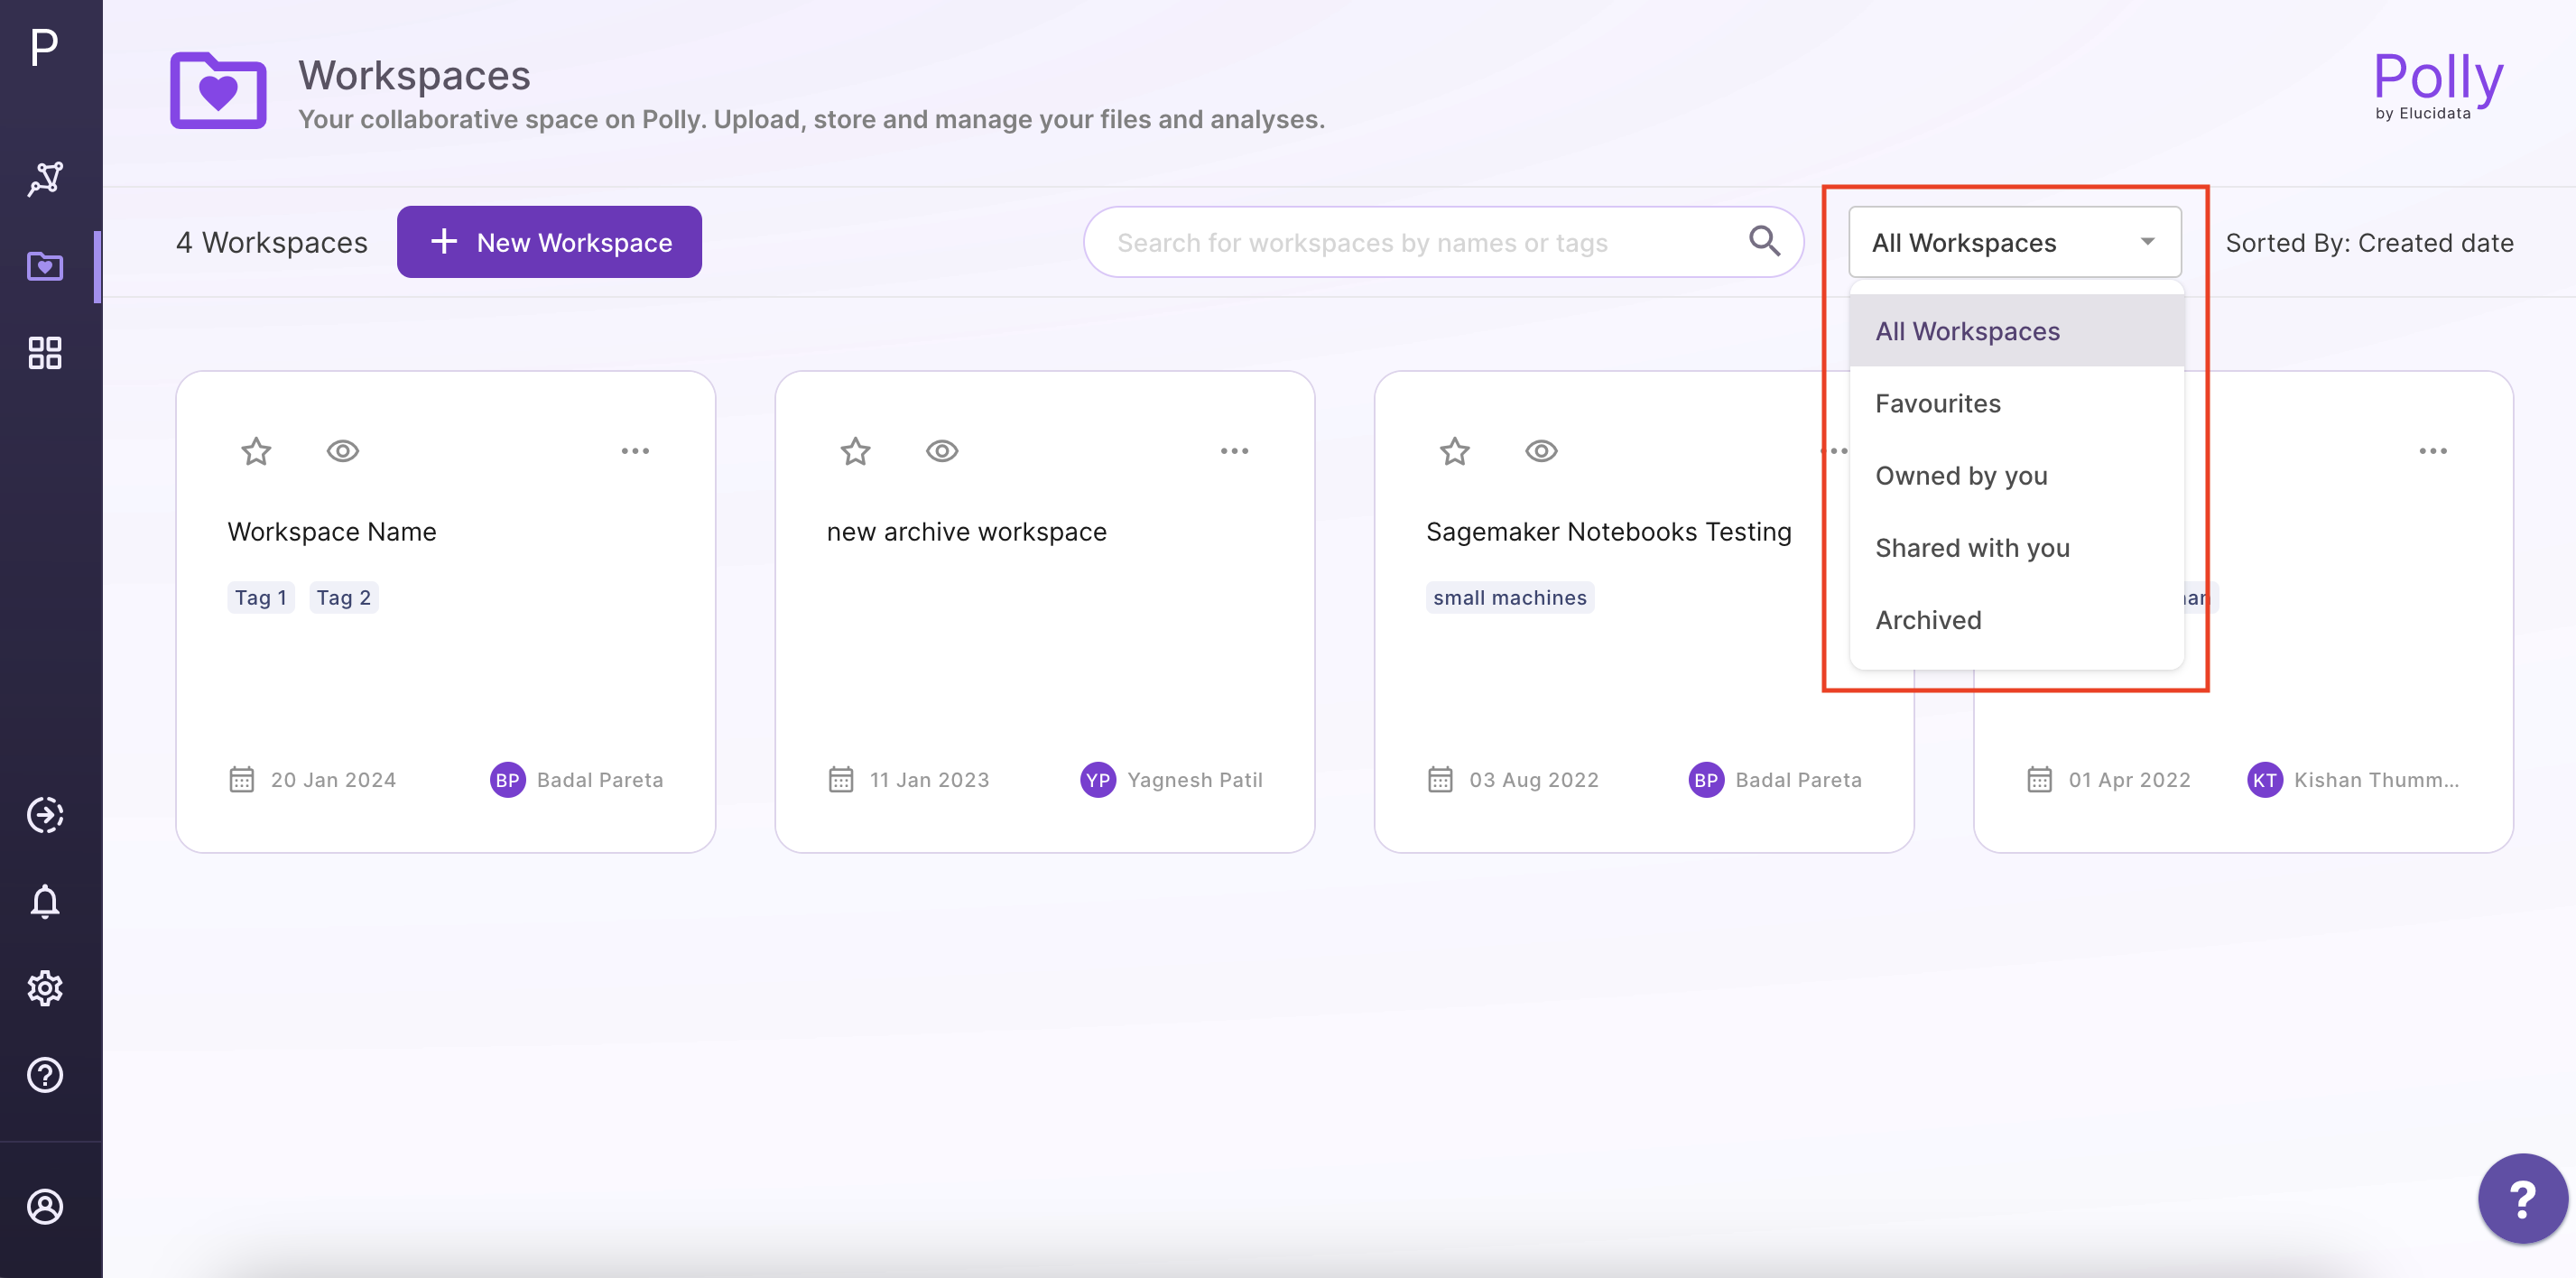 P
Workspaces
Your collaborative space on Polly. Upload, store and manage your files and analyses.
Polly
by Elucidata
4 Workspaces
+ New Workspace
Search for workspaces by names or tags
All Workspaces
Sorted By: Created date
All Workspaces
Favourites
Owned by you
Shared with you
Archived
Workspace Name
Tag 1 Tag 2
20 Jan 2024
BP Badal Pareta
new archive workspace
11 Jan 2023
YP Yagnesh Patil
Sagemaker Notebooks Testing
small machines
03 Aug 2022
BP Badal Pareta
01 Apr 2022
KT Kishan Thumm...
?